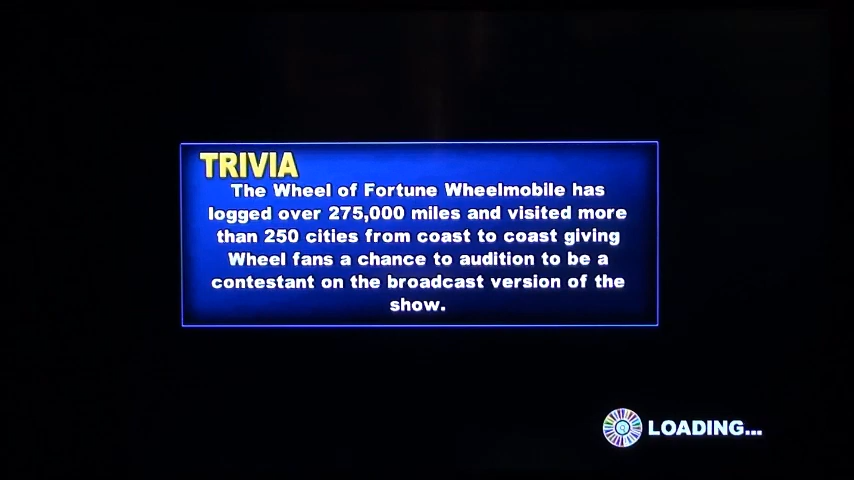 TRIVIA
The Wheel of Fortune Wheelmobile has
logged over 275,000 miles and visited more
than 250 cities from coast to coast giving
Wheel fans a chance to audition to be a
contestant on the broadcast version of the
show.
LOADING...